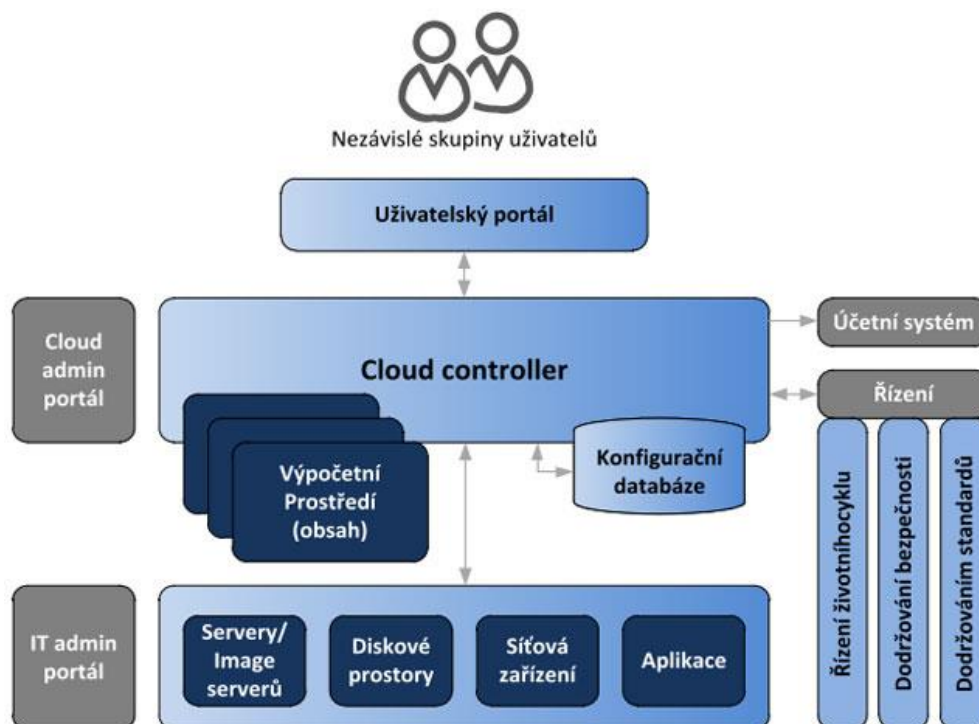 Nezávislé skupiny uživatelů
Uživatelský portál
Cloud
admin
portál
Cloud controller
Účetní systém
Řízení
Výpočetní
Prostředí
(obsah)
Konfigurační
databáze
Řízení životníhocyklu
Dodržování bezpečnosti
Dodržováním standardů
IT admin
portál
Servery/
Image
serverů
Diskové
prostory
Síťová
zařízení
Aplikace